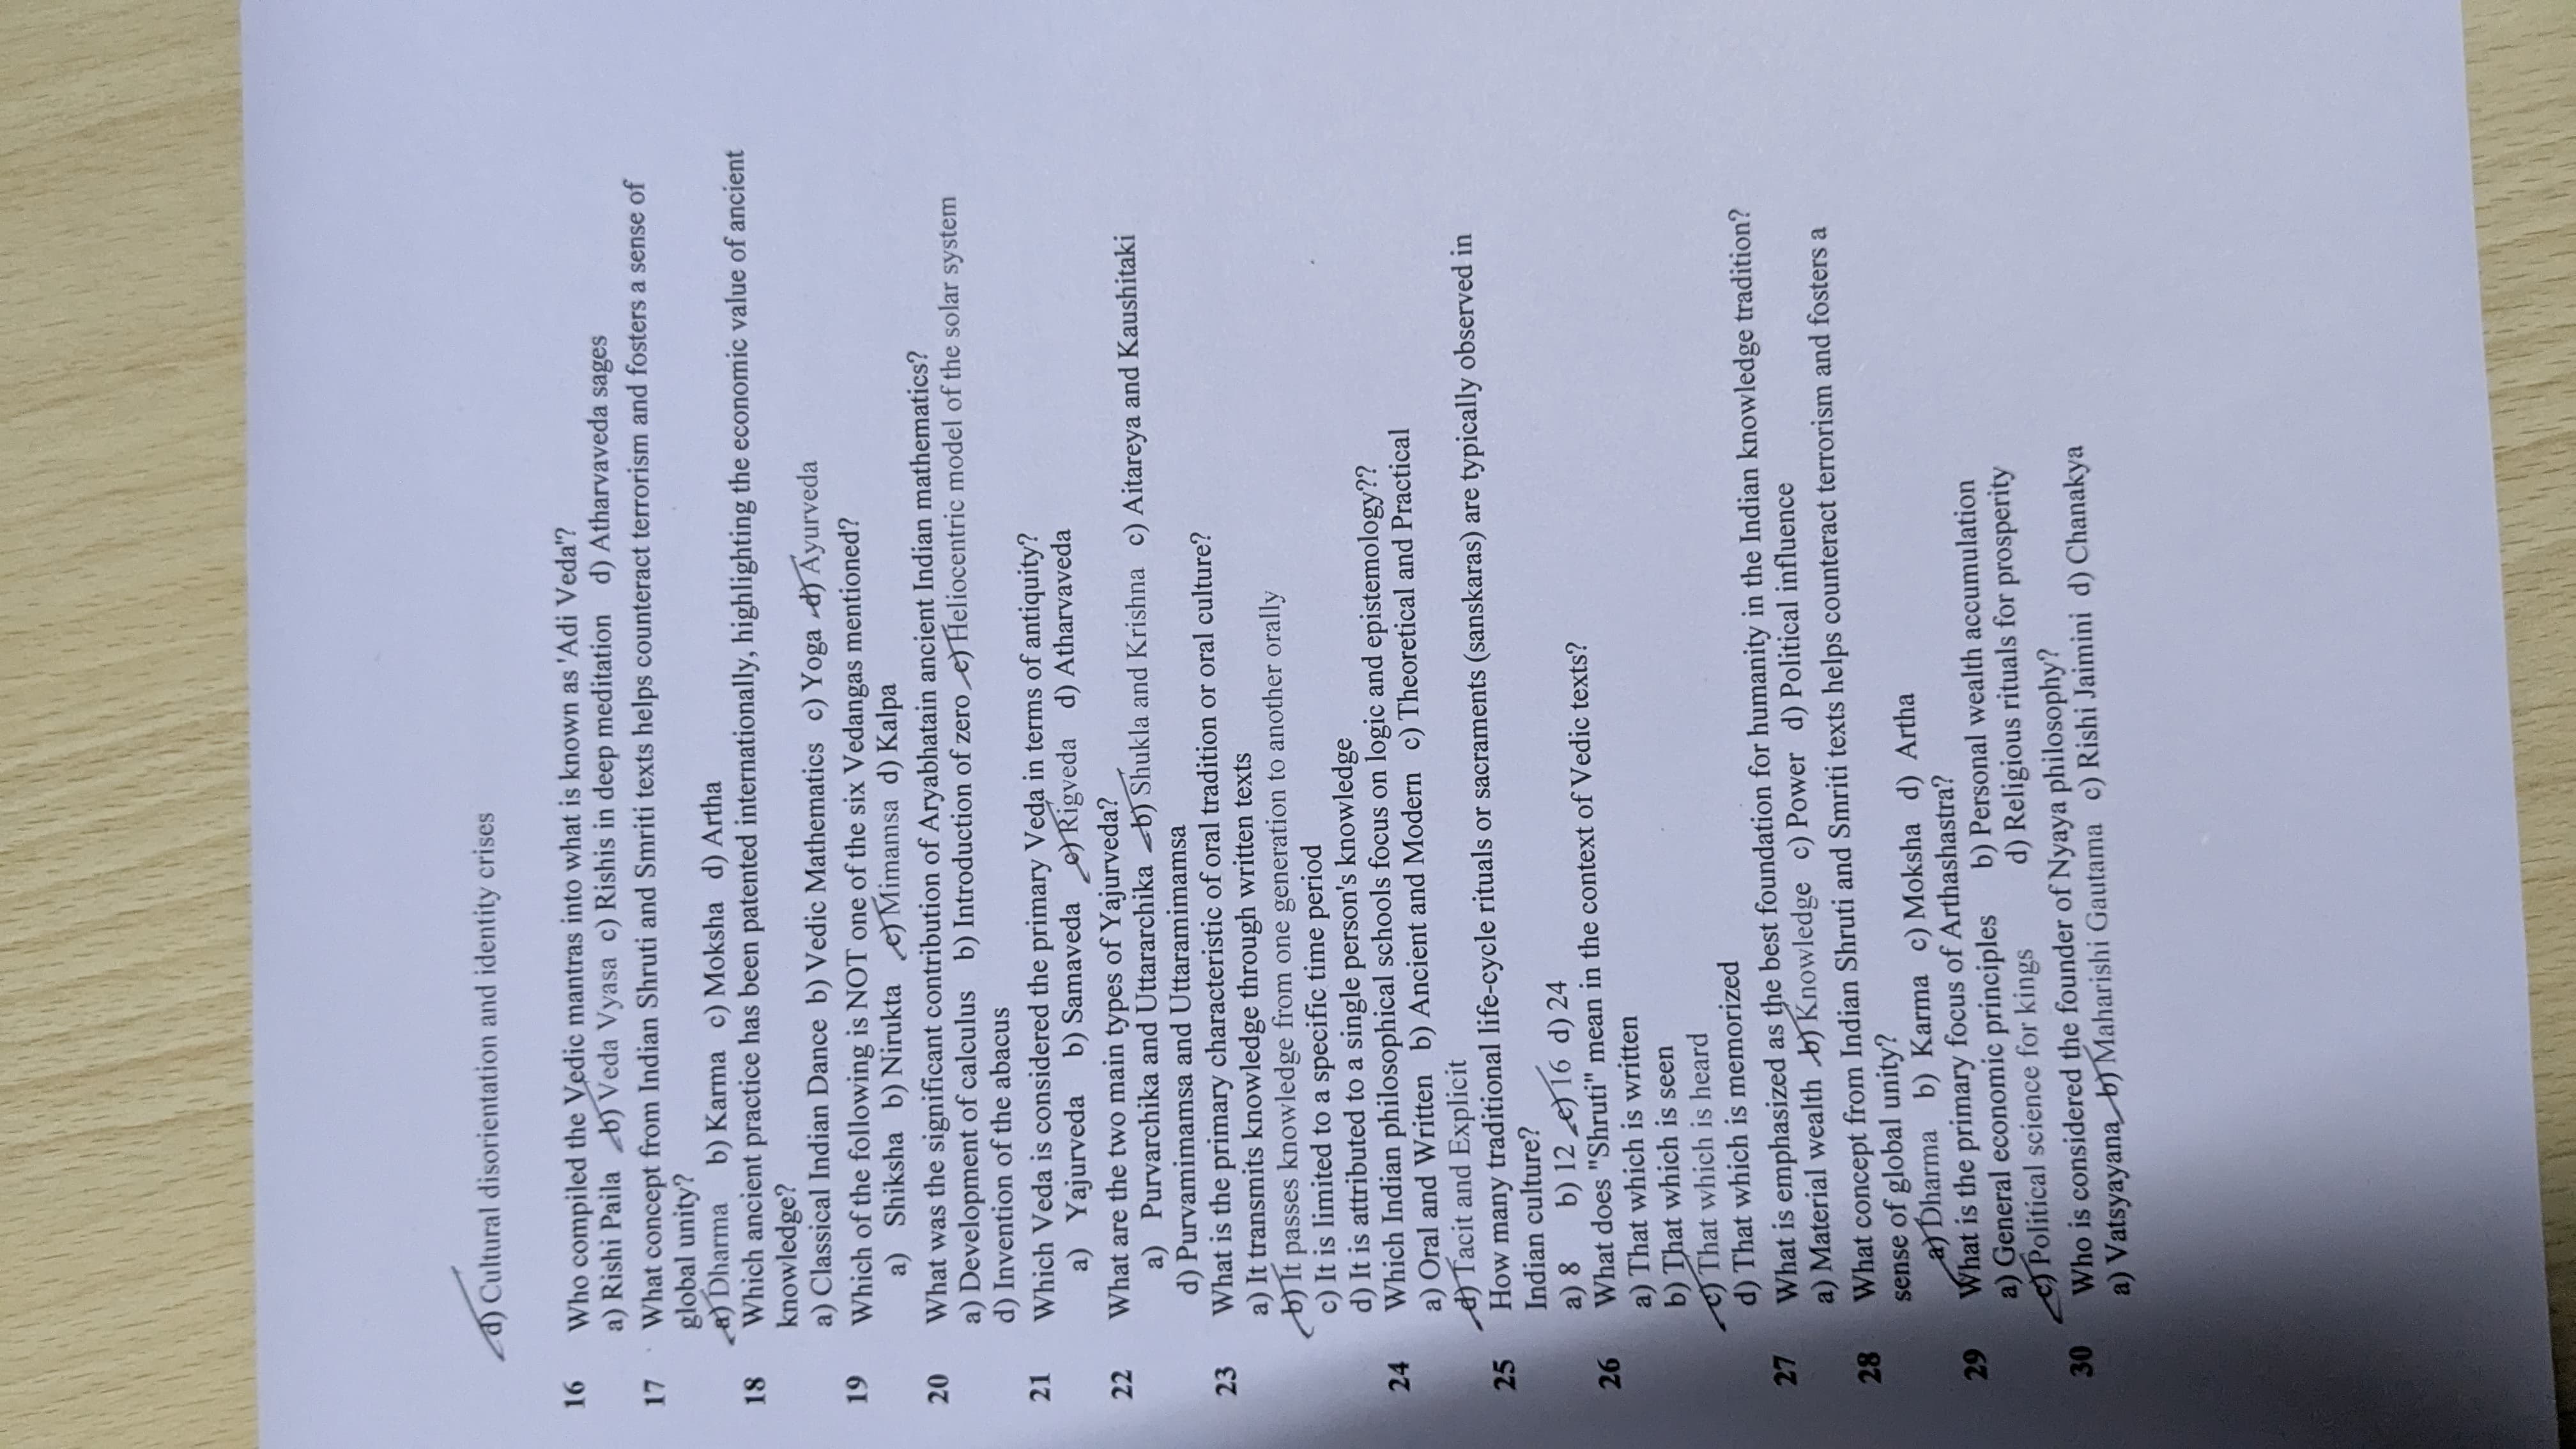 d) Cultural disorientation and identity crises
16 Who compiled the Vedic mantras into what is known as 'Adi Veda'?
a) Rishi Paila b) Veda Vyasa c) Rishis in deep meditation d) Atharvaveda sages
17 What concept from Indian Shruti and Smriti texts helps counteract terrorism and fosters a sense of
global unity?
a) Dharma b) Karma c) Moksha d) Artha
18 Which ancient practice has been patented internationally, highlighting the economic value of ancient
knowledge?
a) Classical Indian Dance b) Vedic Mathematics c) Yoga d) Ayurveda
19 Which of the following is NOT one of the six Vedangas mentioned?
a) Shiksha b) Nirukta c) Mimamsa d) Kalpa
20 What was the significant contribution of Aryabhatain ancient Indian mathematics?
a) Development of calculus b) Introduction of zero c) Heliocentric model of the solar system
d) Invention of the abacus
21 Which Veda is considered the primary Veda in terms of antiquity?
a) Yajurveda b) Samaveda c) Rigveda d) Atharvaveda
22 What are the two main types of Yajurveda?
a) Purvarchika and Uttararchika b) Shukla and Krishna c) Aitareya and Kaushitaki
d) Purvamimamsa and Uttaramimamsa
23 What is the primary characteristic of oral tradition or oral culture?
a) It transmits knowledge through written texts
b) It passes knowledge from one generation to another orally
c) It is limited to a specific time period
d) It is attributed to a single person's knowledge
24 Which Indian philosophical schools focus on logic and epistemology??
a) Oral and Written b) Ancient and Modern c) Theoretical and Practical
d) Tacit and Explicit
25 How many traditional life-cycle rituals or sacraments (sanskaras) are typically observed in
Indian culture?
a) 8 b) 12 c) 16 d) 24
26 What does "Shruti" mean in the context of Vedic texts?
a) That which is written
b) That which is seen
c) That which is heard
d) That which is memorized
27 What is emphasized as the best foundation for humanity in the Indian knowledge tradition?
a) Material wealth b) Knowledge c) Power d) Political influence
28 What concept from Indian Shruti and Smriti texts helps counteract terrorism and fosters a
sense of global unity?
a) Dharma b) Karma c) Moksha d) Artha
29 What is the primary focus of Arthashastra?
a) General economic principles b) Personal wealth accumulation
c) Political science for kings d) Religious rituals for prosperity
30 Who is considered the founder of Nyaya philosophy?
a) Vatsyayana b) Maharishi Gautama c) Rishi Jaimini d) Chanakya